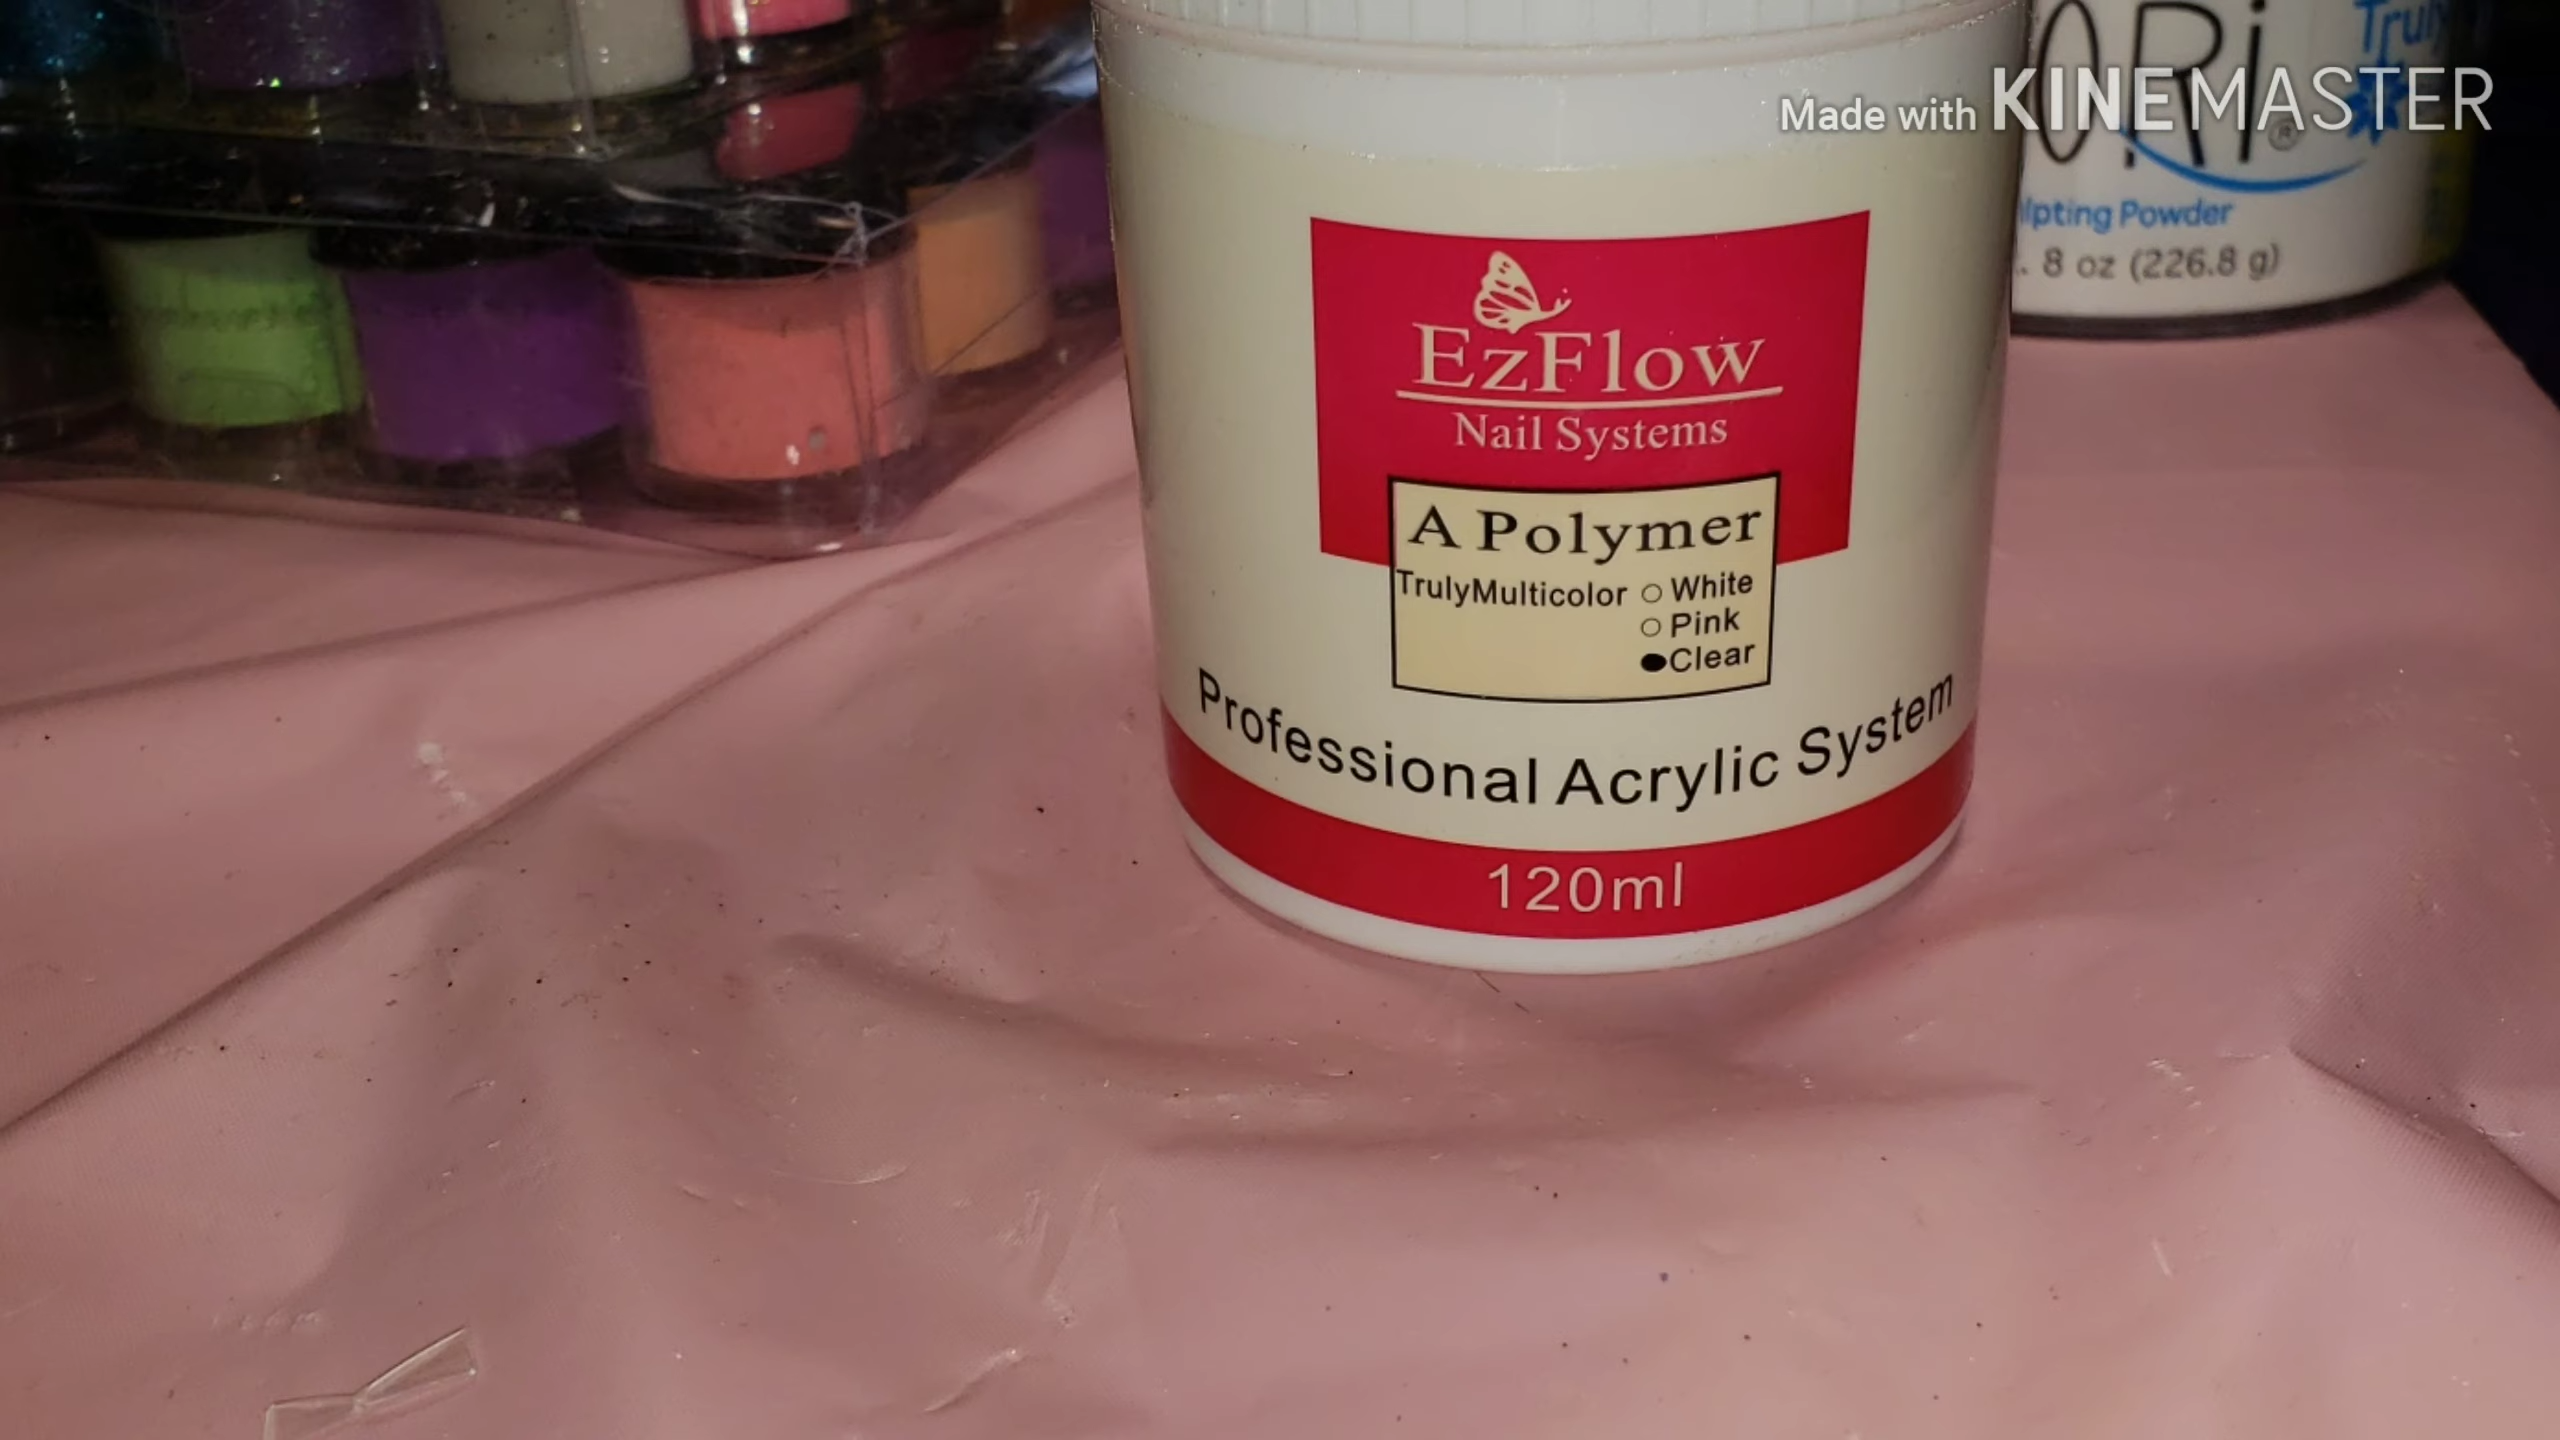 Made with KINEMASTER
EzFlow
Nail Systems
A Polymer
TrulyMulticolor ○ White
○ Pink
●Clear
Professional Acrylic System
120ml
Powder
8 oz (226.8 g)